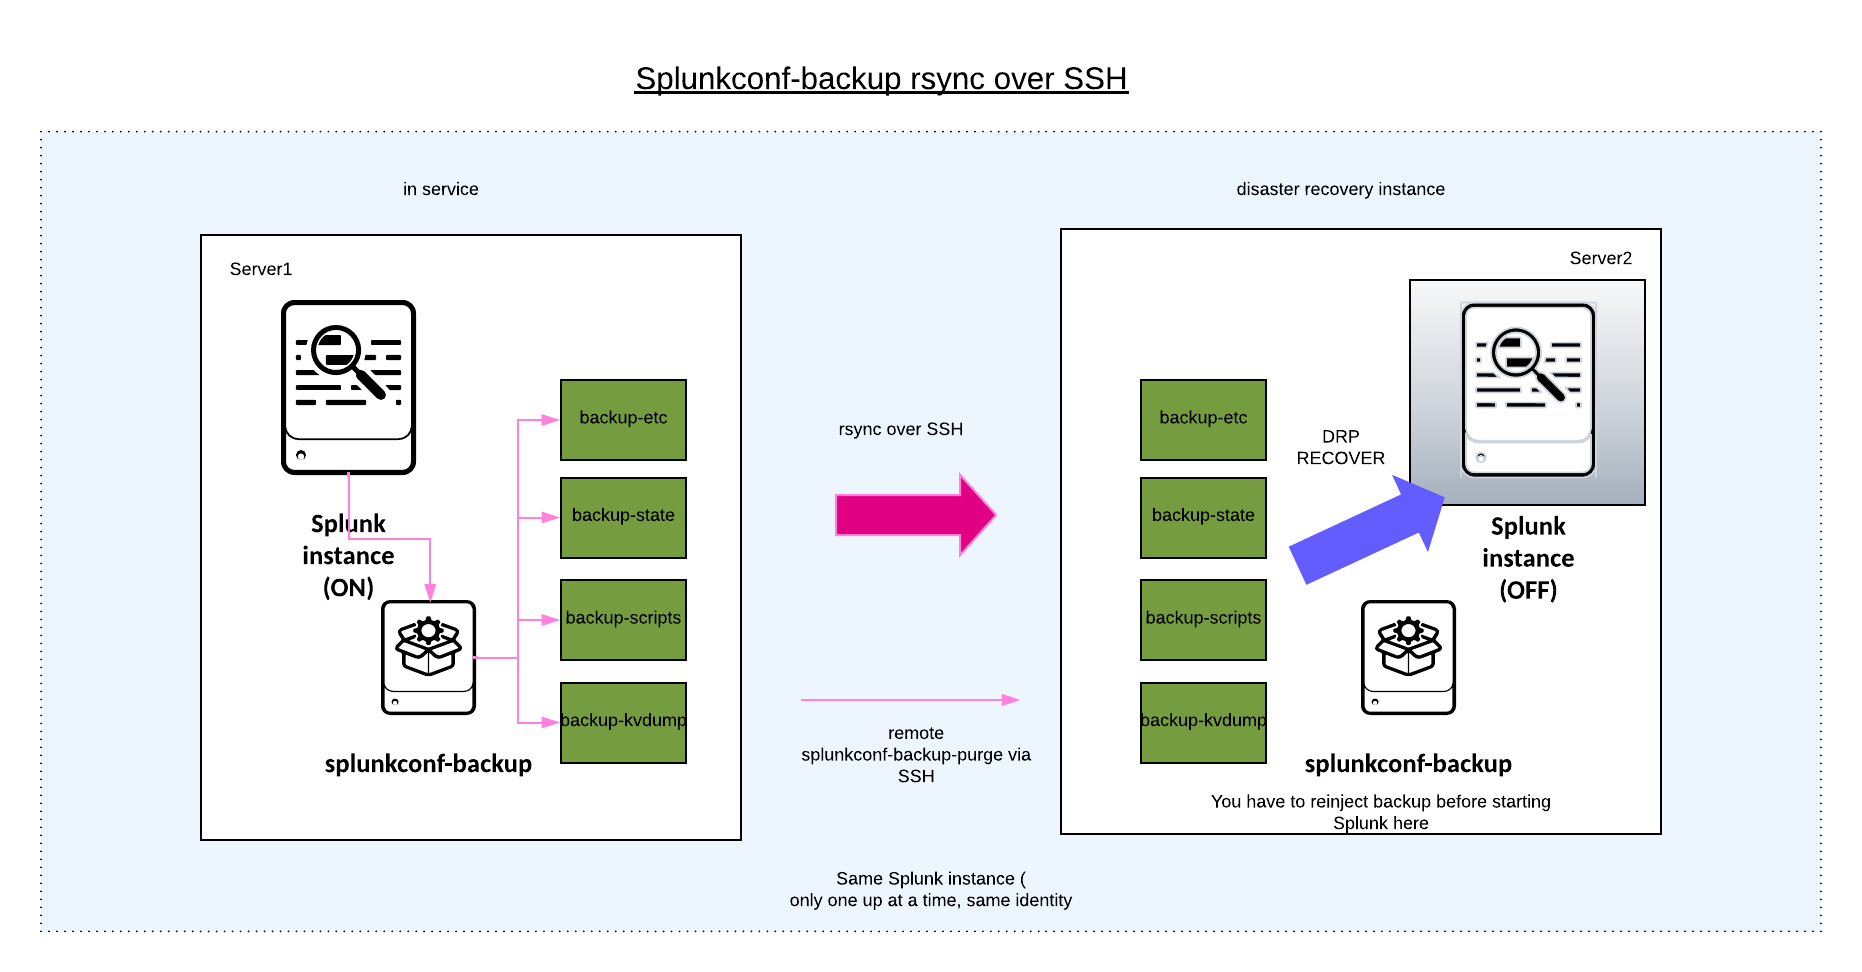 Splunkconf-backup rsync over SSH
in service
disaster recovery instance
Server1
Splunk
instance
(ON)
splunkconf-backup
backup-etc
backup-state
backup-scripts
backup-kvdump
rsync over SSH
remote
splunkconf-backup-purge via
SSH
Server2
backup-etc
backup-state
backup-scripts
backup-kvdump
DRP
RECOVER
Splunk
instance
(OFF)
splunkconf-backup
You have to reinject backup before starting
Splunk here
Same Splunk instance (
only one up at a time, same identity